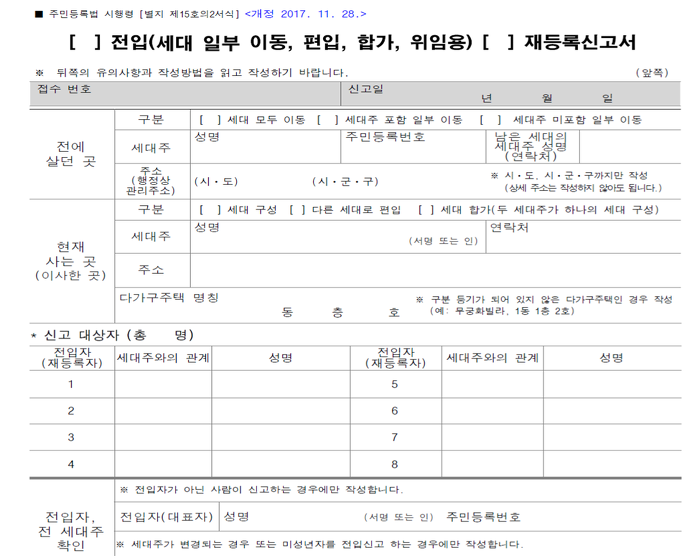 ■ 주민등록법 시행령 [별지 제15호의2서식] <개정 2017. 11. 28.>
[  ] 전입(세대 일부 이동, 편입, 합가, 위임용) [  ] 재등록신고서
※ 뒤쪽의 유의사항과 작성방법을 읽고 작성하기 바랍니다. (앞쪽)
접수 번호 신고일
년 월 일
전에
살던 곳
구분 [  ] 세대 모두 이동 [  ] 세대주 포함 일부 이동 [  ] 세대주 미포함 일부 이동
세대주
성명 주민등록번호
남은 세대의
세대주 성명
(연락처)
주소
(행정상
관리주소)
(시·도) (시·군·구)
※ 시·도, 시·군·구까지만 작성
(상세 주소는 작성하지 않아도 됩니다.)
현재
사는 곳
(이사한 곳)
구분 [  ] 세대 구성 [  ] 다른 세대로 편입 [  ] 세대 합가(두 세대주가 하나의 세대 구성)
세대주
성명
(서명 또는 인)
연락처
주소
다가구주택 명칭
동 층 호
※ 구분 등기가 되어 있지 않은 다가구주택인 경우 작성
(예: 무궁화빌라, 1동 1층 2호)
* 신고 대상자 (총 명)
전입자
(재등록자)
세대주와의 관계 성명
전입자
(재등록자)
세대주와의 관계 성명
1 5
2 6
3 7
4 8
전입자,
전 세대주
확인
※ 전입자가 아닌 사람이 신고하는 경우에만 작성합니다.
전입자(대표자) 성명 (서명 또는 인) 주민등록번호
※ 세대주가 변경되는 경우 또는 미성년자를 전입신고 하는 경우에만 작성합니다.